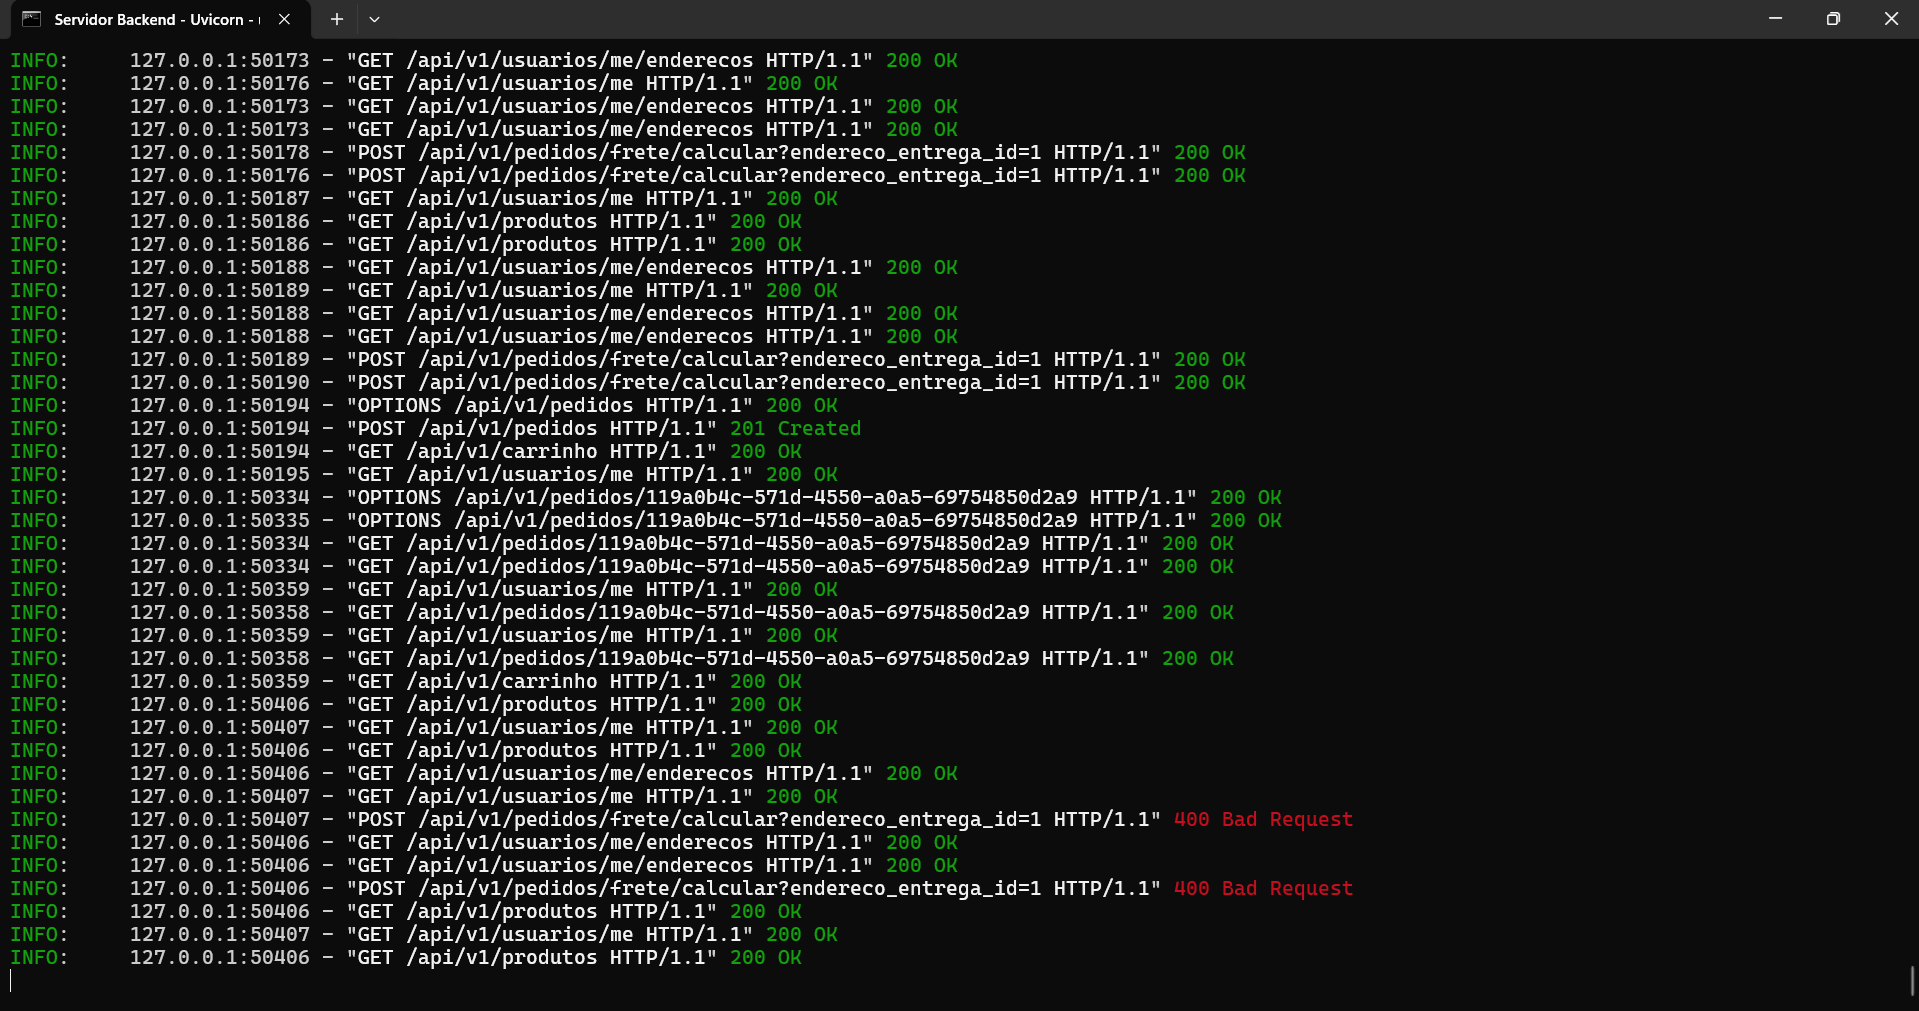 Servidor Backend - Uvicorn -
INFO:     127.0.0.1:50173 - "GET /api/v1/usuarios/me/enderecos HTTP/1.1" 200 OK
INFO:     127.0.0.1:50176 - "GET /api/v1/usuarios/me HTTP/1.1" 200 OK
INFO:     127.0.0.1:50173 - "GET /api/v1/usuarios/me/enderecos HTTP/1.1" 200 OK
INFO:     127.0.0.1:50173 - "GET /api/v1/usuarios/me/enderecos HTTP/1.1" 200 OK
INFO:     127.0.0.1:50178 - "POST /api/v1/pedidos/frete/calcular?endereco_entrega_id=1 HTTP/1.1" 200 OK
INFO:     127.0.0.1:50176 - "POST /api/v1/pedidos/frete/calcular?endereco_entrega_id=1 HTTP/1.1" 200 OK
INFO:     127.0.0.1:50187 - "GET /api/v1/usuarios/me HTTP/1.1" 200 OK
INFO:     127.0.0.1:50186 - "GET /api/v1/produtos HTTP/1.1" 200 OK
INFO:     127.0.0.1:50186 - "GET /api/v1/produtos HTTP/1.1" 200 OK
INFO:     127.0.0.1:50188 - "GET /api/v1/usuarios/me/enderecos HTTP/1.1" 200 OK
INFO:     127.0.0.1:50189 - "GET /api/v1/usuarios/me HTTP/1.1" 200 OK
INFO:     127.0.0.1:50188 - "GET /api/v1/usuarios/me/enderecos HTTP/1.1" 200 OK
INFO:     127.0.0.1:50188 - "GET /api/v1/usuarios/me/enderecos HTTP/1.1" 200 OK
INFO:     127.0.0.1:50189 - "POST /api/v1/pedidos/frete/calcular?endereco_entrega_id=1 HTTP/1.1" 200 OK
INFO:     127.0.0.1:50190 - "POST /api/v1/pedidos/frete/calcular?endereco_entrega_id=1 HTTP/1.1" 200 OK
INFO:     127.0.0.1:50194 - "OPTIONS /api/v1/pedidos HTTP/1.1" 200 OK
INFO:     127.0.0.1:50194 - "POST /api/v1/pedidos HTTP/1.1" 201 Created
INFO:     127.0.0.1:50194 - "GET /api/v1/carrinho HTTP/1.1" 200 OK
INFO:     127.0.0.1:50195 - "GET /api/v1/usuarios/me HTTP/1.1" 200 OK
INFO:     127.0.0.1:50334 - "OPTIONS /api/v1/pedidos/119a0b4c-571d-4550-a0a5-69754850d2a9 HTTP/1.1" 200 OK
INFO:     127.0.0.1:50335 - "OPTIONS /api/v1/pedidos/119a0b4c-571d-4550-a0a5-69754850d2a9 HTTP/1.1" 200 OK
INFO:     127.0.0.1:50334 - "GET /api/v1/pedidos/119a0b4c-571d-4550-a0a5-69754850d2a9 HTTP/1.1" 200 OK
INFO:     127.0.0.1:50334 - "GET /api/v1/pedidos/119a0b4c-571d-4550-a0a5-69754850d2a9 HTTP/1.1" 200 OK
INFO:     127.0.0.1:50359 - "GET /api/v1/usuarios/me HTTP/1.1" 200 OK
INFO:     127.0.0.1:50358 - "GET /api/v1/pedidos/119a0b4c-571d-4550-a0a5-69754850d2a9 HTTP/1.1" 200 OK
INFO:     127.0.0.1:50359 - "GET /api/v1/usuarios/me HTTP/1.1" 200 OK
INFO:     127.0.0.1:50358 - "GET /api/v1/pedidos/119a0b4c-571d-4550-a0a5-69754850d2a9 HTTP/1.1" 200 OK
INFO:     127.0.0.1:50359 - "GET /api/v1/carrinho HTTP/1.1" 200 OK
INFO:     127.0.0.1:50406 - "GET /api/v1/produtos HTTP/1.1" 200 OK
INFO:     127.0.0.1:50407 - "GET /api/v1/usuarios/me HTTP/1.1" 200 OK
INFO:     127.0.0.1:50406 - "GET /api/v1/produtos HTTP/1.1" 200 OK
INFO:     127.0.0.1:50406 - "GET /api/v1/usuarios/me/enderecos HTTP/1.1" 200 OK
INFO:     127.0.0.1:50407 - "GET /api/v1/usuarios/me HTTP/1.1" 200 OK
INFO:     127.0.0.1:50407 - "POST /api/v1/pedidos/frete/calcular?endereco_entrega_id=1 HTTP/1.1" 400 Bad Request
INFO:     127.0.0.1:50406 - "GET /api/v1/usuarios/me/enderecos HTTP/1.1" 200 OK
INFO:     127.0.0.1:50406 - "GET /api/v1/usuarios/me/enderecos HTTP/1.1" 200 OK
INFO:     127.0.0.1:50406 - "POST /api/v1/pedidos/frete/calcular?endereco_entrega_id=1 HTTP/1.1" 400 Bad Request
INFO:     127.0.0.1:50406 - "GET /api/v1/produtos HTTP/1.1" 200 OK
INFO:     127.0.0.1:50407 - "GET /api/v1/usuarios/me HTTP/1.1" 200 OK
INFO:     127.0.0.1:50406 - "GET /api/v1/produtos HTTP/1.1" 200 OK